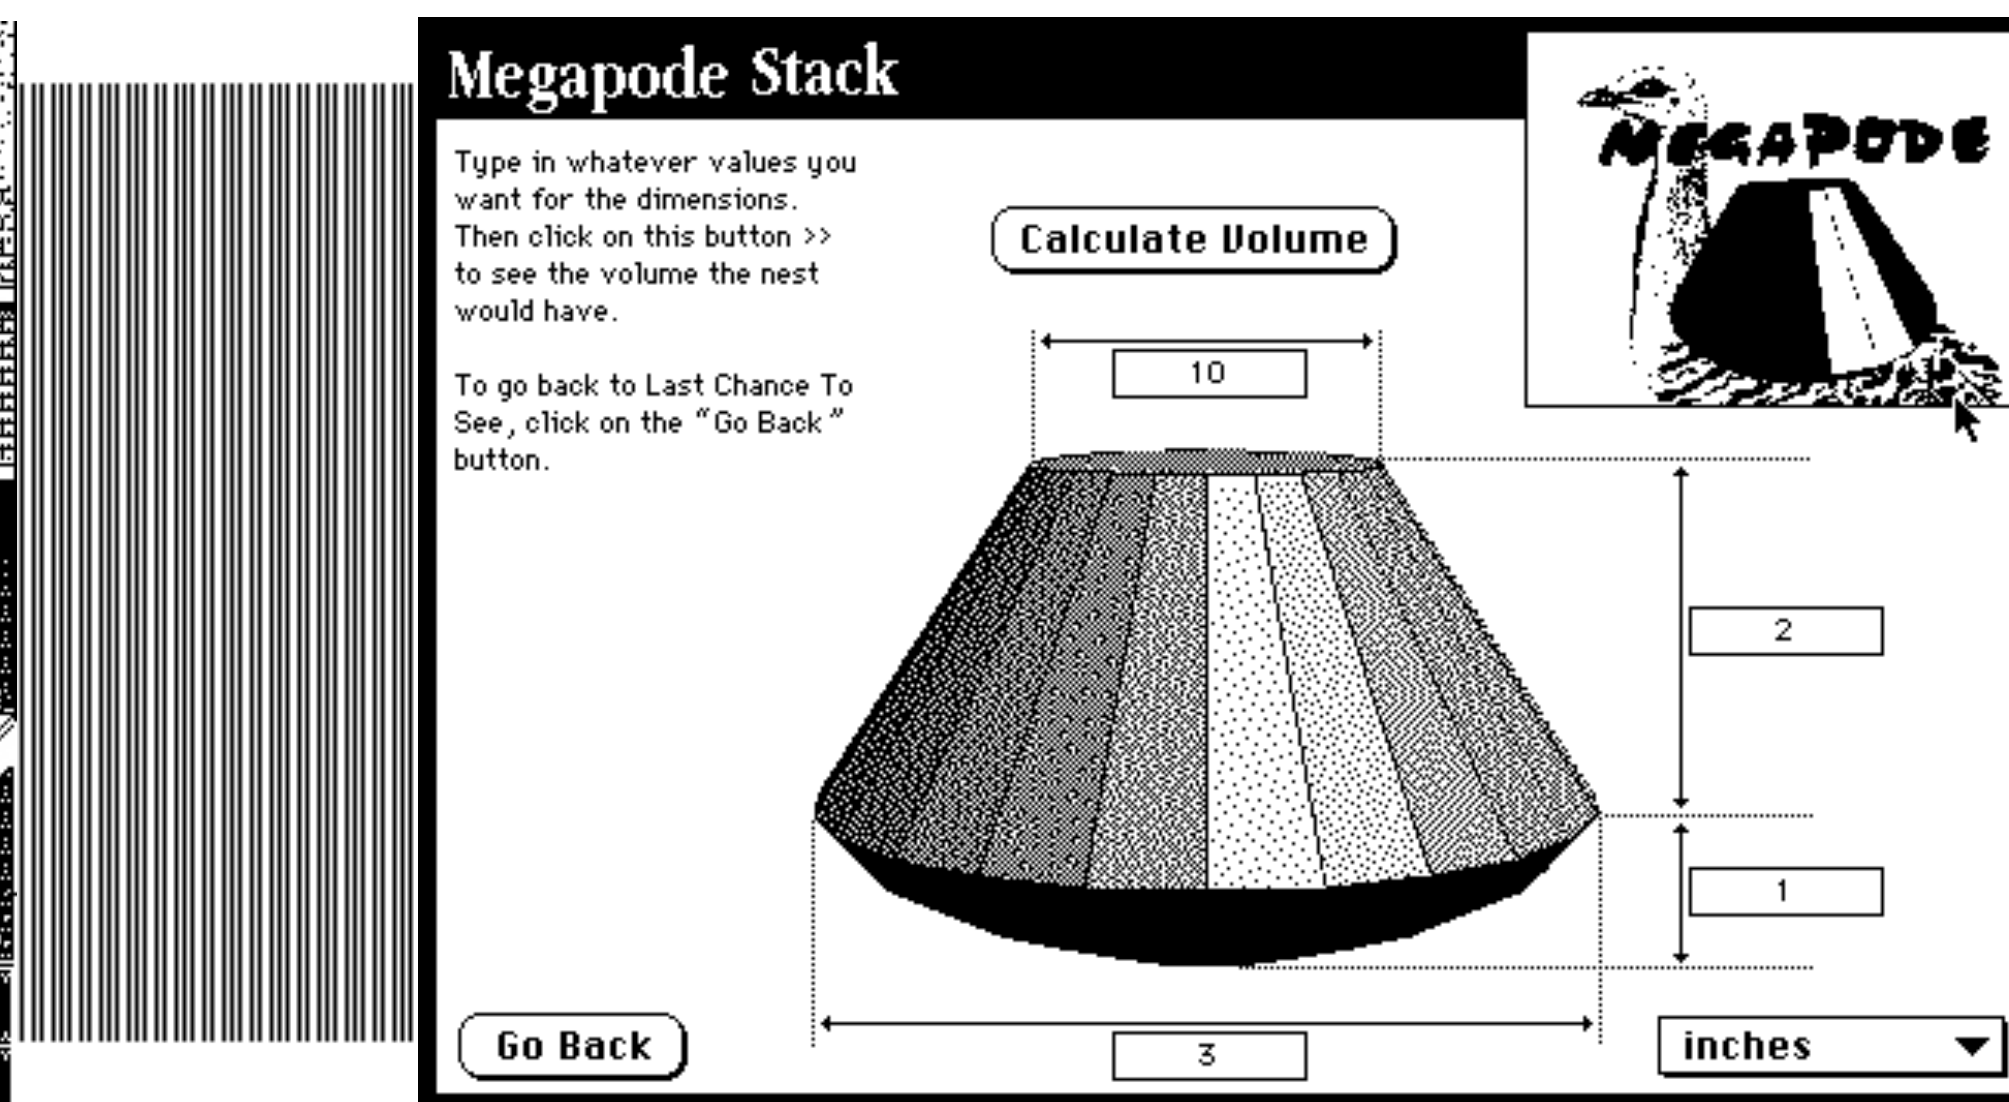 Megapode Stack
MEGAPODE
Type in whatever values you
want for the dimensions.
Then click on this button >>
to see the volume the nest
would have.
To go back to Last Chance To
See, click on the "Go Back"
button.
Calculate Volume
10
2
1
3
Go Back
inches